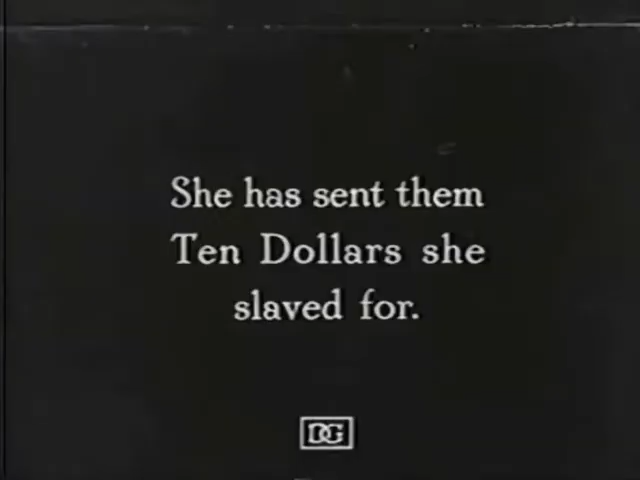 She has sent them
Ten Dollars she
slaved for.
DG